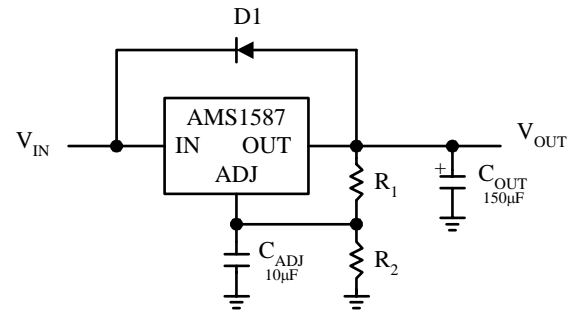 D1
AMS1587
V_IN
IN OUT
V_OUT
ADJ
R_1
+
C_OUT
150µF
C_ADJ
10µF
R_2